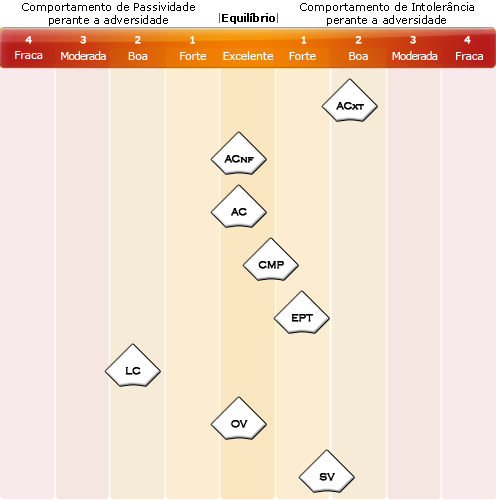 Comportamento de Passividade
perante a adversidade
|Equilíbrio|
Comportamento de Intolerância
perante a adversidade
4 3 2 1 1 2 3 4
Fraca Moderada Boa Forte Excelente Forte Boa Moderada Fraca
ACXT
ACNF
AC
CMP
EPT
LC
OV
SV